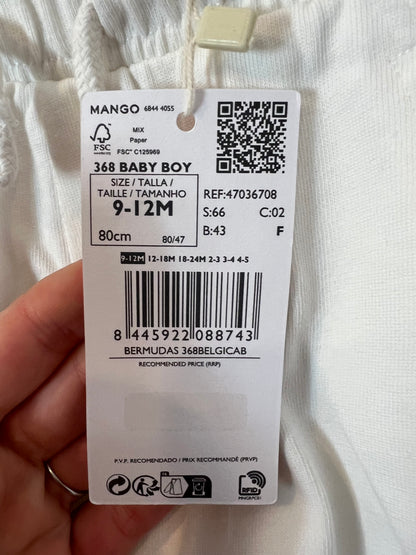 MANGO 6844 4055
FSC
MIX
Paper
FSC® C125969
368 BABY BOY
SIZE / TALLA /
TAILLE / TAMANHO
9-12M
80cm 80/47
REF:47036708
S:66 C:02
B:43 F
9-12M 12-18M 18-24M 2-3 3-4 4-5
8 445922 088743
BERMUDAS 368BELGICAB
RECOMMENDED PRICE (RRP)
P.V.P. RECOMENDADO / PRIX RECOMMANDÉ (PRVP)
RFID